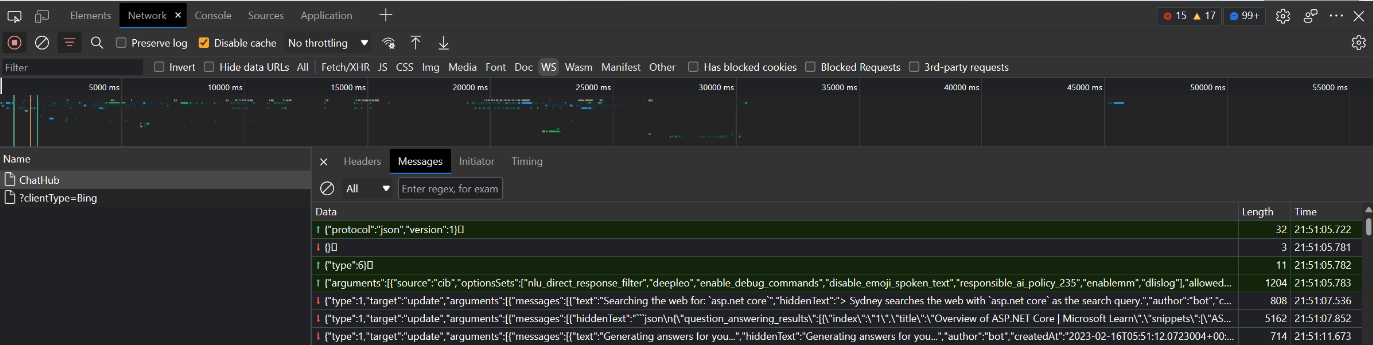 Elements Network × Console Sources Application + 15 17 99+
Preserve log Disable cache No throttling
Filter Invert Hide data URLs All Fetch/XHR JS CSS Img Media Font Doc WS Wasm Manifest Other Has blocked cookies Blocked Requests 3rd-party requests
5000 ms 10000 ms 15000 ms 20000 ms 25000 ms 30000 ms 35000 ms 40000 ms 45000 ms 50000 ms 55000 ms
Name
ChatHub
?clientType=Bing
× Headers Messages Initiator Timing
All Enter regex, for exam
Data Length Time
{"protocol":"json","version":1}▯ 32 21:51:05.722
{}▯ 3 21:51:05.781
{"type":6}▯ 11 21:51:05.782
{"arguments":[{"source":"cib","optionsSets":["nlu_direct_response_filter","deepleo","enable_debug_commands","disable_emoji_spoken_text","responsible_ai_policy_235","enablemm","dlislog"],"allowed... 1204 21:51:05.783
{"type":1,"target":"update","arguments":[{"messages":[{"text":"Searching the web for: `asp.net core`","hiddenText":"> Sydney searches the web with `asp.net core` as the search query.","author":"bot","c... 808 21:51:07.536
{"type":1,"target":"update","arguments":[{"messages":[{"hiddenText":"```json\n{\"question_answering_results\":[{\"index\":\"1\",\"title\":\"Overview of ASP.NET Core | Microsoft Learn\",\"snippets\":[\"AS... 5162 21:51:07.852
{"type":1,"target":"update","arguments":[{"messages":[{"text":"Generating answers for you...","hiddenText":"Generating answers for you...","author":"bot","createdAt":"2023-02-16T05:51:12.0723004+00:... 714 21:51:11.673